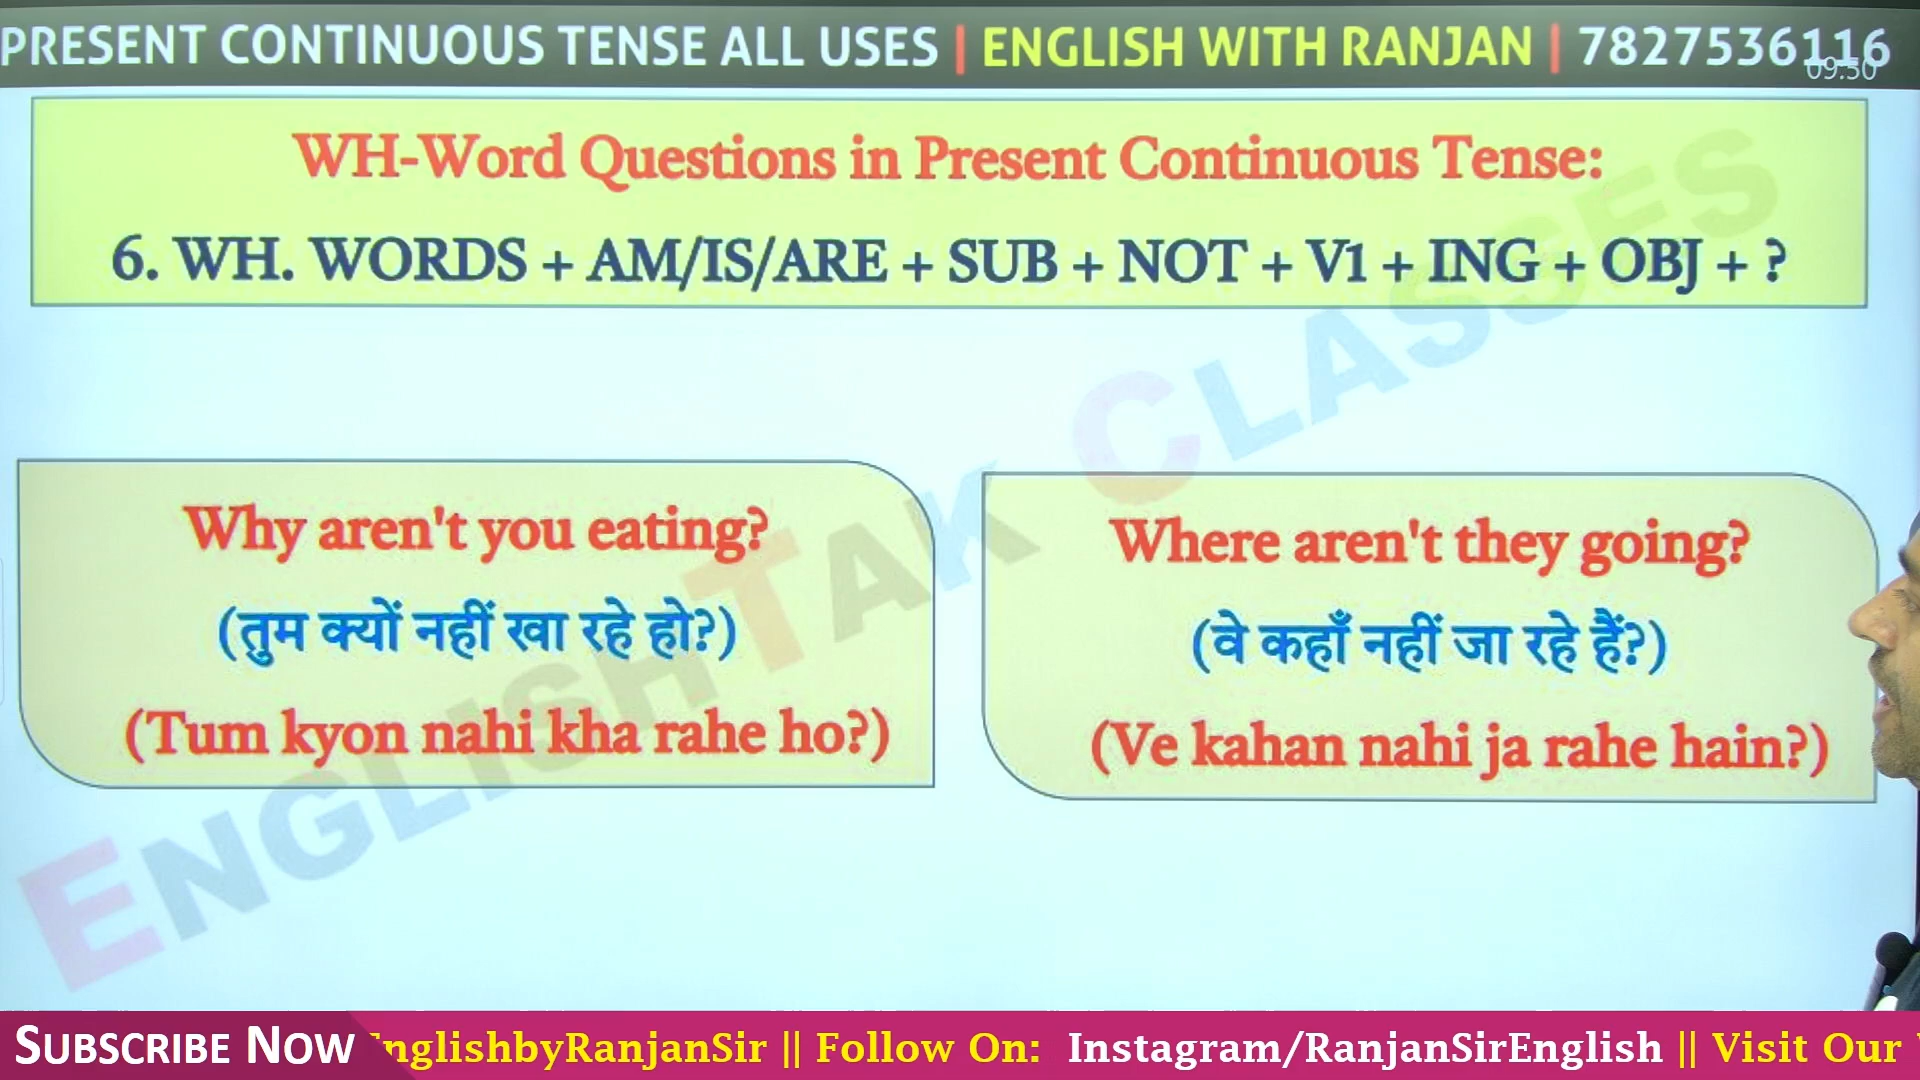 PRESENT CONTINUOUS TENSE ALL USES | ENGLISH WITH RANJAN | 7827536116
09:50
WH-Word Questions in Present Continuous Tense:
6. WH. WORDS + AM/IS/ARE + SUB + NOT + V1 + ING + OBJ + ?
Why aren't you eating?
(तुम क्यों नहीं खा रहे हो?)
(Tum kyon nahi kha rahe ho?)
Where aren't they going?
(वे कहाँ नहीं जा रहे हैं?)
(Ve kahan nahi ja rahe hain?)
ENGLISH TAK CLASSES
SUBSCRIBE NOW nglishbyRanjanSir || Follow On: Instagram/RanjanSirEnglish || Visit Our